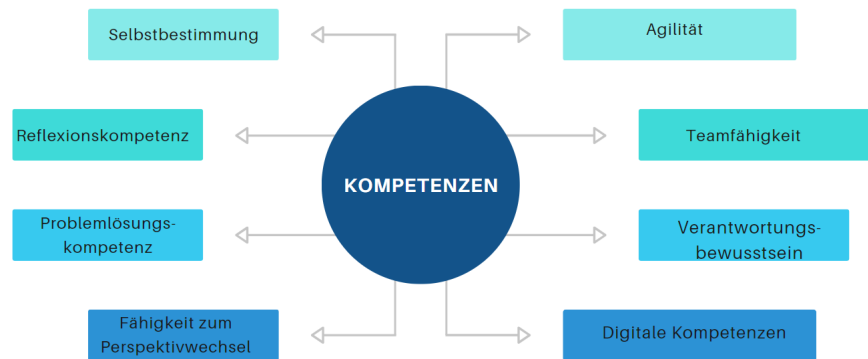 Selbstbestimmung
Agilität
Reflexionskompetenz
Teamfähigkeit
KOMPETENZEN
Problemlösungs-
kompetenz
Verantwortungs-
bewusstsein
Fähigkeit zum
Perspektivwechsel
Digitale Kompetenzen